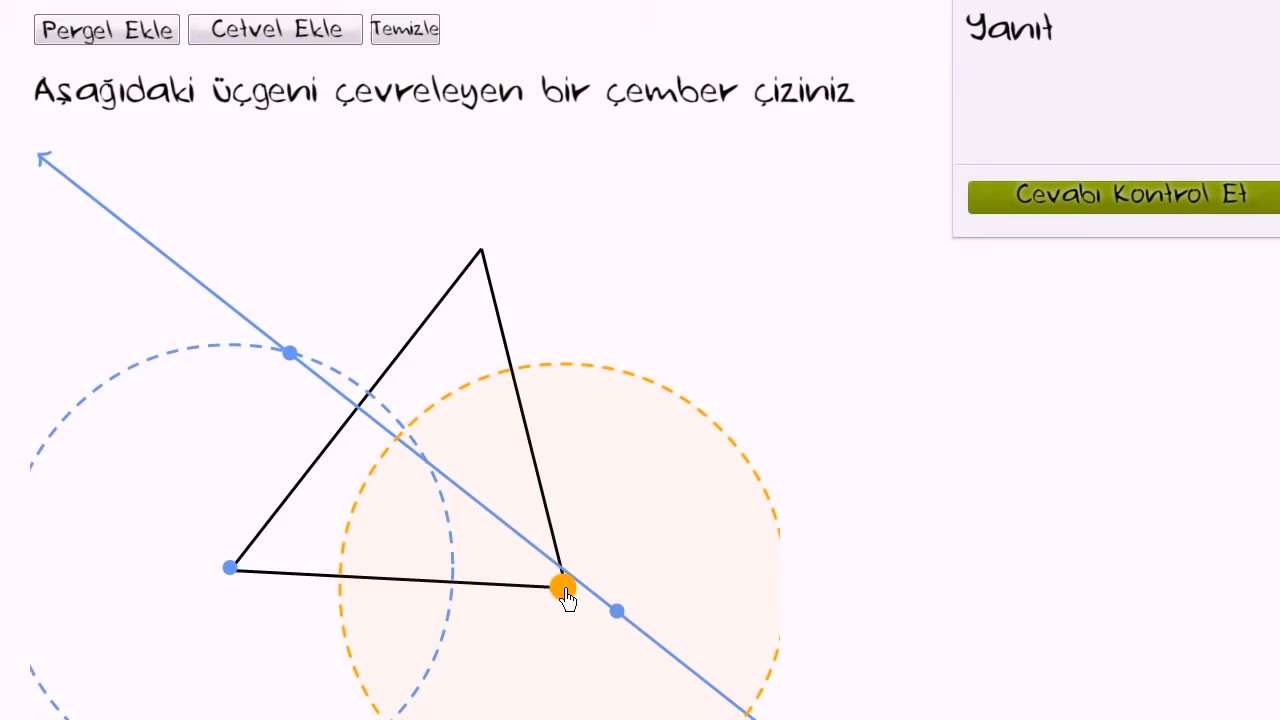 Pergel Ekle Cetvel Ekle Temizle
Yanıt
Aşağıdaki üçgeni çevreleyen bir çember çiziniz
Cevabı Kontrol Et